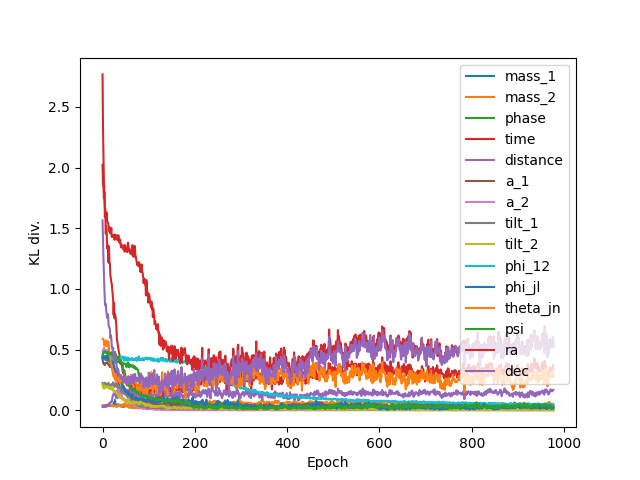 KL div.
2.5
2.0
1.5
1.0
0.5
0.0
0
200
400
600
800
1000
Epoch
mass_1
mass_2
phase
time
distance
a_1
a_2
tilt_1
tilt_2
phi_12
phi_jl
theta_jn
psi
ra
dec